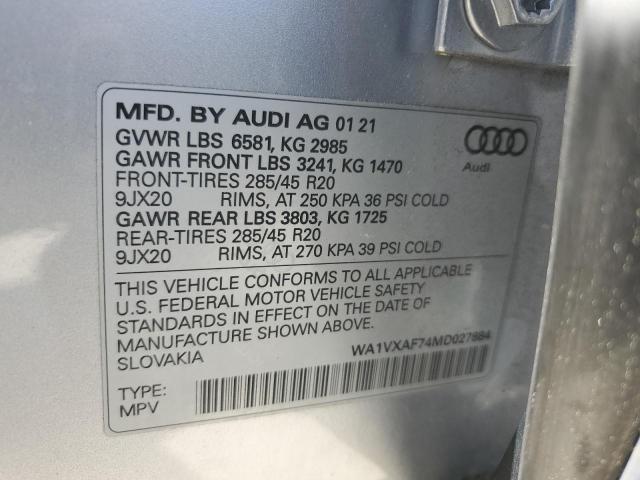 MFD. BY AUDI AG 01 21
GVWR LBS 6581, KG 2985
GAWR FRONT LBS 3241, KG 1470
FRONT-TIRES 285/45 R20
9JX20 RIMS, AT 250 KPA 36 PSI COLD
GAWR REAR LBS 3803, KG 1725
REAR-TIRES 285/45 R20
9JX20 RIMS, AT 270 KPA 39 PSI COLD
Audi
THIS VEHICLE CONFORMS TO ALL APPLICABLE
U.S. FEDERAL MOTOR VEHICLE SAFETY
STANDARDS IN EFFECT ON THE DATE OF
MANUFACTURE SHOWN ABOVE.
SLOVAKIA
WA1VXAF74MD027884
TYPE:
MPV